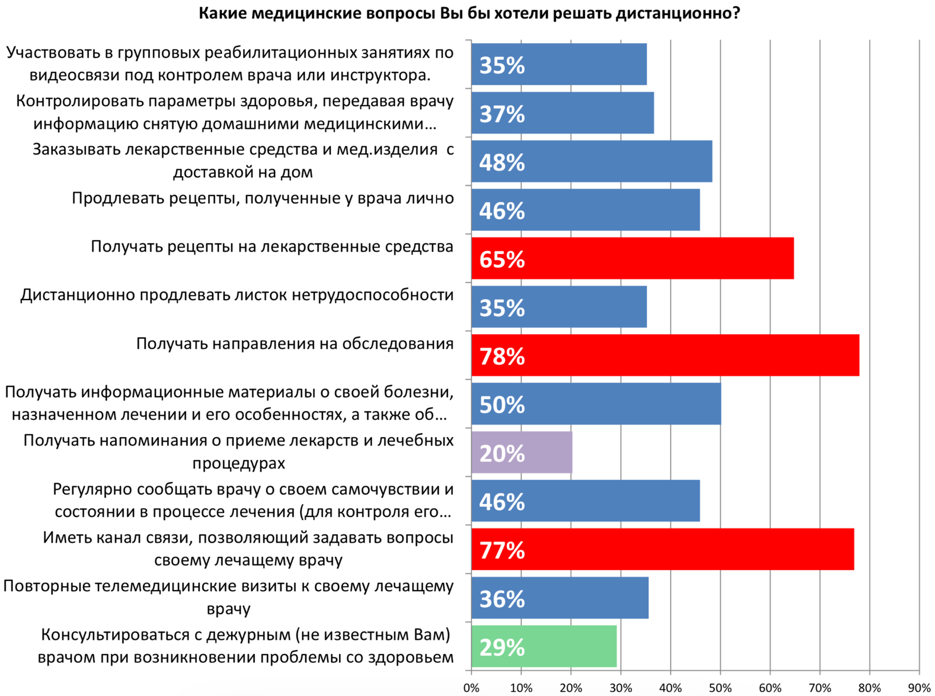 Какие медицинские вопросы Вы бы хотели решать дистанционно?
Участвовать в групповых реабилитационных занятиях по
видеосвязи под контролем врача или инструктора.
35%
Контролировать параметры здоровья, передавая врачу
информацию снятую домашними медицинскими...
37%
Заказывать лекарственные средства и мед.изделия с
доставкой на дом
48%
Продлевать рецепты, полученные у врача лично
46%
Получать рецепты на лекарственные средства
65%
Дистанционно продлевать листок нетрудоспособности
35%
Получать направления на обследования
78%
Получать информационные материалы о своей болезни,
назначенном лечении и его особенностях, а также об...
50%
Получать напоминания о приеме лекарств и лечебных
процедурах
20%
Регулярно сообщать врачу о своем самочувствии и
состоянии в процессе лечения (для контроля его...
46%
Иметь канал связи, позволяющий задавать вопросы
своему лечащему врачу
77%
Повторные телемедицинские визиты к своему лечащему
врачу
36%
Консультироваться с дежурным (не известным Вам)
врачом при возникновении проблемы со здоровьем
29%
0% 10% 20% 30% 40% 50% 60% 70% 80% 90%